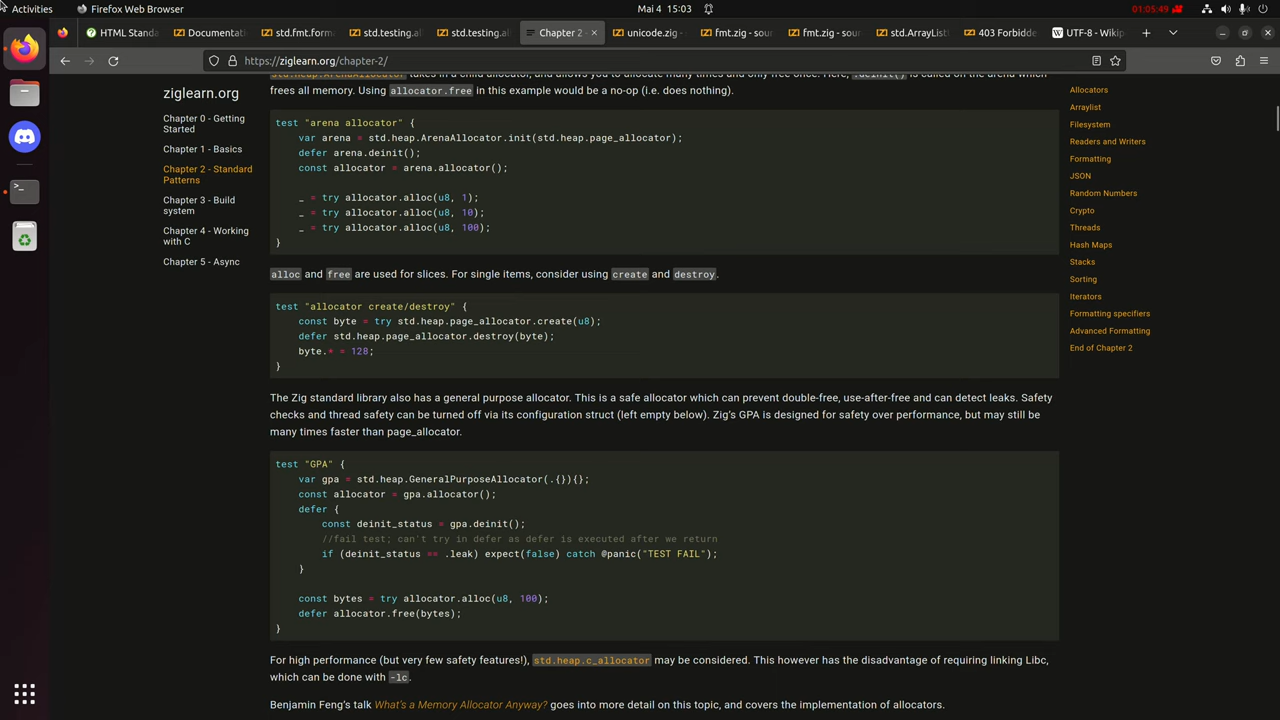 Activities
Firefox Web Browser
Mai 4 15:03
01:05:49
HTML Standa
Documentati
std.fmt.form
std.testing.al
std.testing.al
Chapter 2 -
unicode.zig -
fmt.zig - sour
fmt.zig - sour
std.ArrayList
403 Forbidde
W UTF-8 - Wikip
https://ziglearn.org/chapter-2/
ziglearn.org
Chapter 0 - Getting
Started
Chapter 1 - Basics
Chapter 2 - Standard
Patterns
Chapter 3 - Build
system
Chapter 4 - Working
with C
Chapter 5 - Async
std.heap.ArenaAllocator takes in a child allocator, and allows you to allocate many times and only free once. Here, .deinit() is called on the arena which
frees all memory. Using allocator.free in this example would be a no-op (i.e. does nothing).
test "arena allocator" {
var arena = std.heap.ArenaAllocator.init(std.heap.page_allocator);
defer arena.deinit();
const allocator = arena.allocator();
_ = try allocator.alloc(u8, 1);
_ = try allocator.alloc(u8, 10);
_ = try allocator.alloc(u8, 100);
}
alloc and free are used for slices. For single items, consider using create and destroy.
test "allocator create/destroy" {
const byte = try std.heap.page_allocator.create(u8);
defer std.heap.page_allocator.destroy(byte);
byte.* = 128;
}
The Zig standard library also has a general purpose allocator. This is a safe allocator which can prevent double-free, use-after-free and can detect leaks. Safety
checks and thread safety can be turned off via its configuration struct (left empty below). Zig's GPA is designed for safety over performance, but may still be
many times faster than page_allocator.
test "GPA" {
var gpa = std.heap.GeneralPurposeAllocator(.{}){};
const allocator = gpa.allocator();
defer {
const deinit_status = gpa.deinit();
//fail test; can't try in defer as defer is executed after we return
if (deinit_status == .leak) expect(false) catch @panic("TEST FAIL");
}
const bytes = try allocator.alloc(u8, 100);
defer allocator.free(bytes);
}
For high performance (but very few safety features!), std.heap.c_allocator may be considered. This however has the disadvantage of requiring linking Libc,
which can be done with -lc.
Benjamin Feng's talk What's a Memory Allocator Anyway? goes into more detail on this topic, and covers the implementation of allocators.
Allocators
Arraylist
Filesystem
Readers and Writers
Formatting
JSON
Random Numbers
Crypto
Threads
Hash Maps
Stacks
Sorting
Iterators
Formatting specifiers
Advanced Formatting
End of Chapter 2